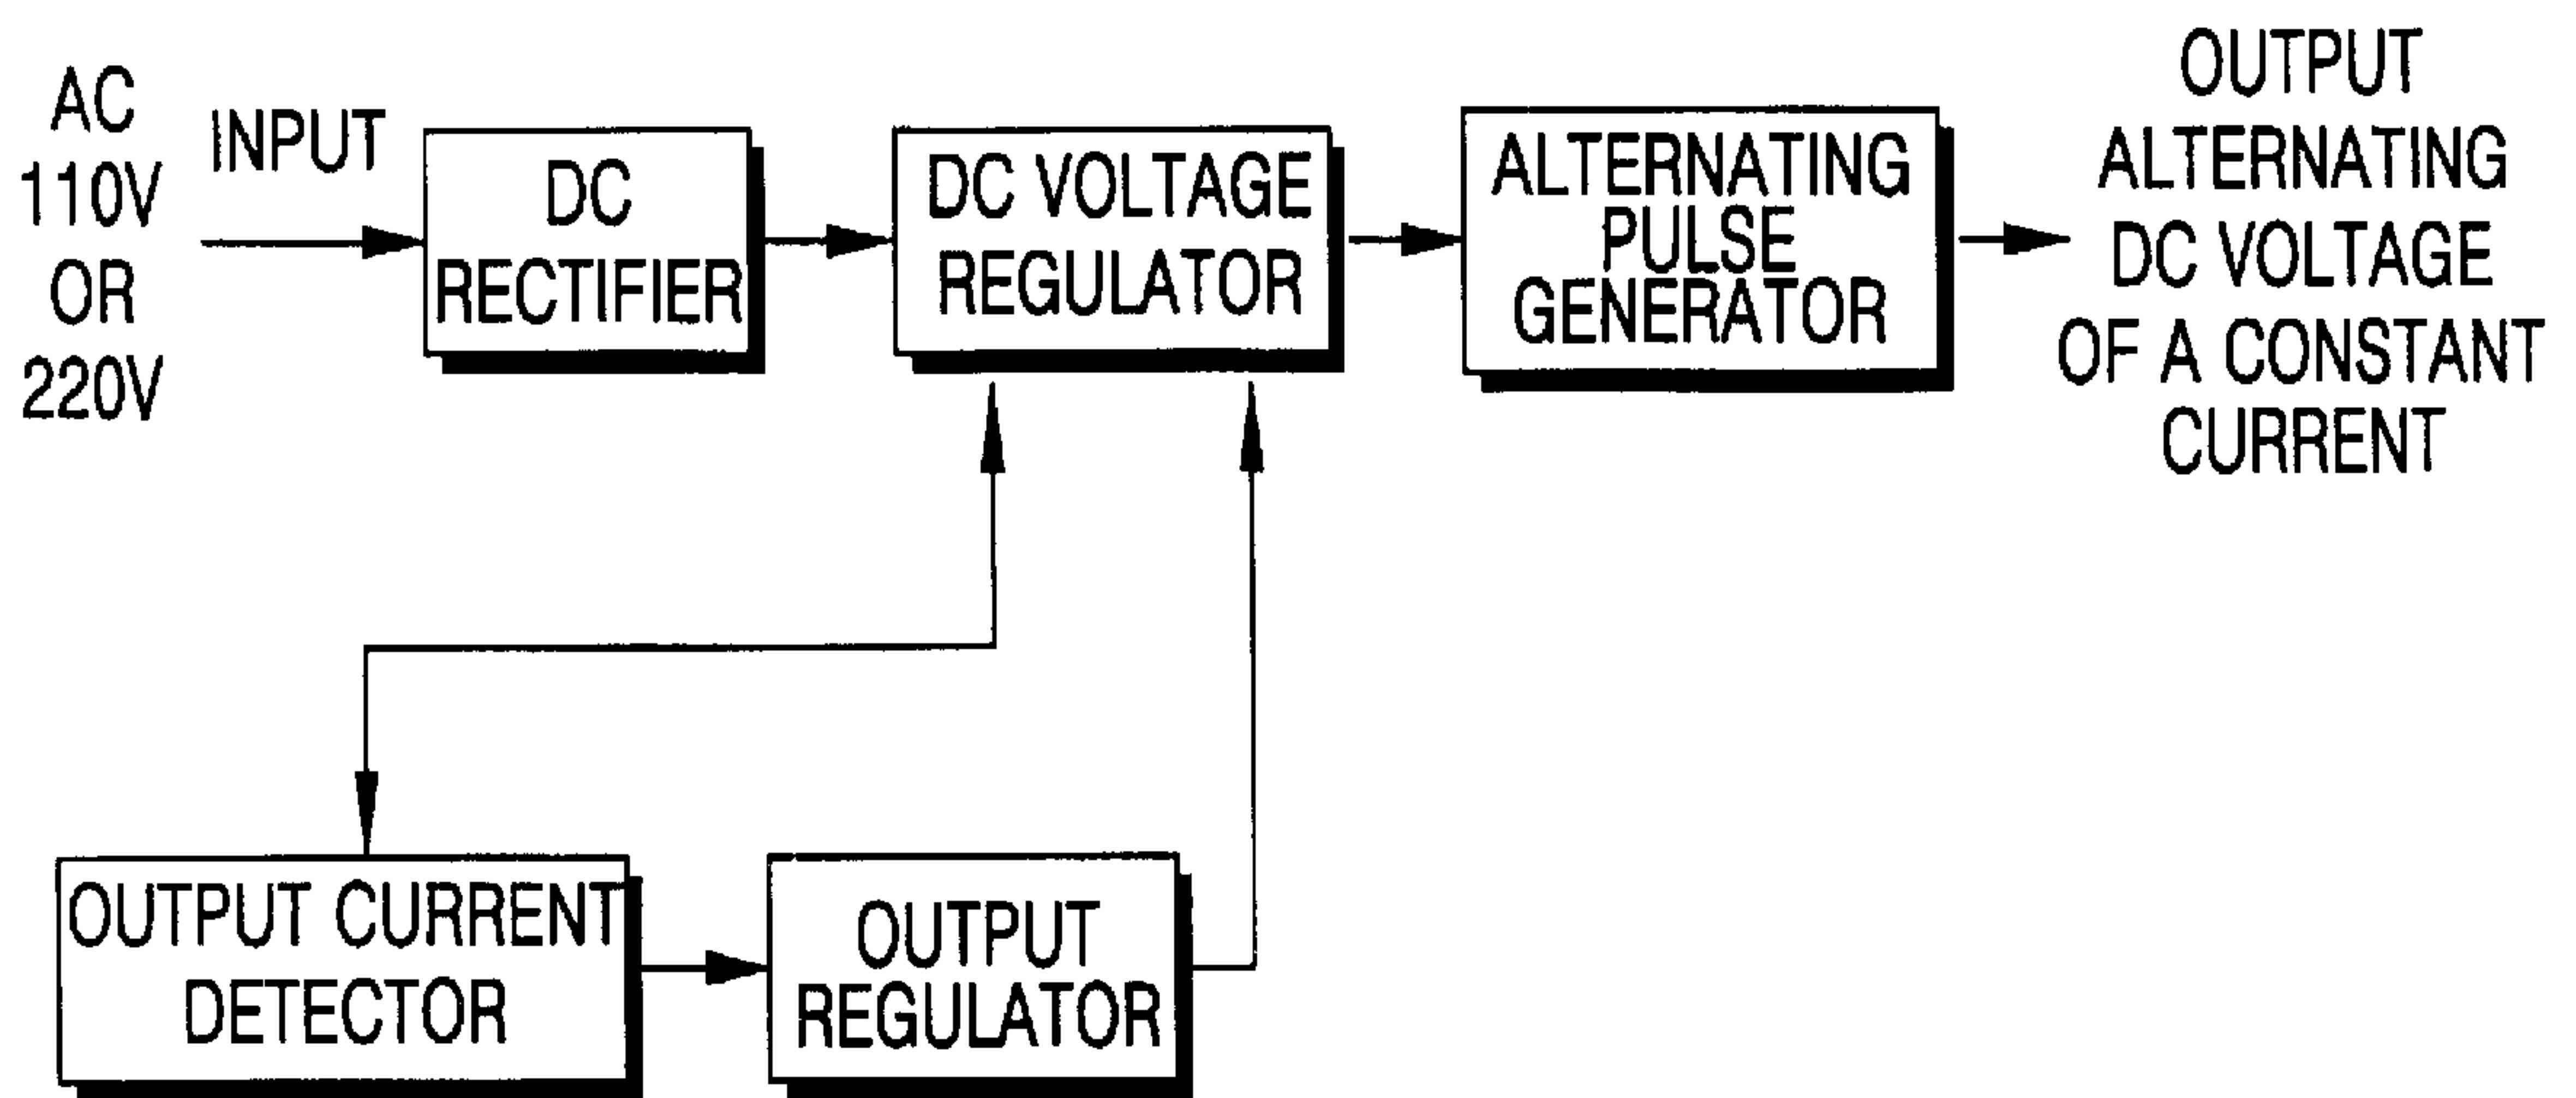 AC
110V
OR
220V
INPUT
DC
RECTIFIER
DC VOLTAGE
REGULATOR
ALTERNATING
PULSE
GENERATOR
OUTPUT
ALTERNATING
DC VOLTAGE
OF A CONSTANT
CURRENT
OUTPUT CURRENT
DETECTOR
OUTPUT
REGULATOR